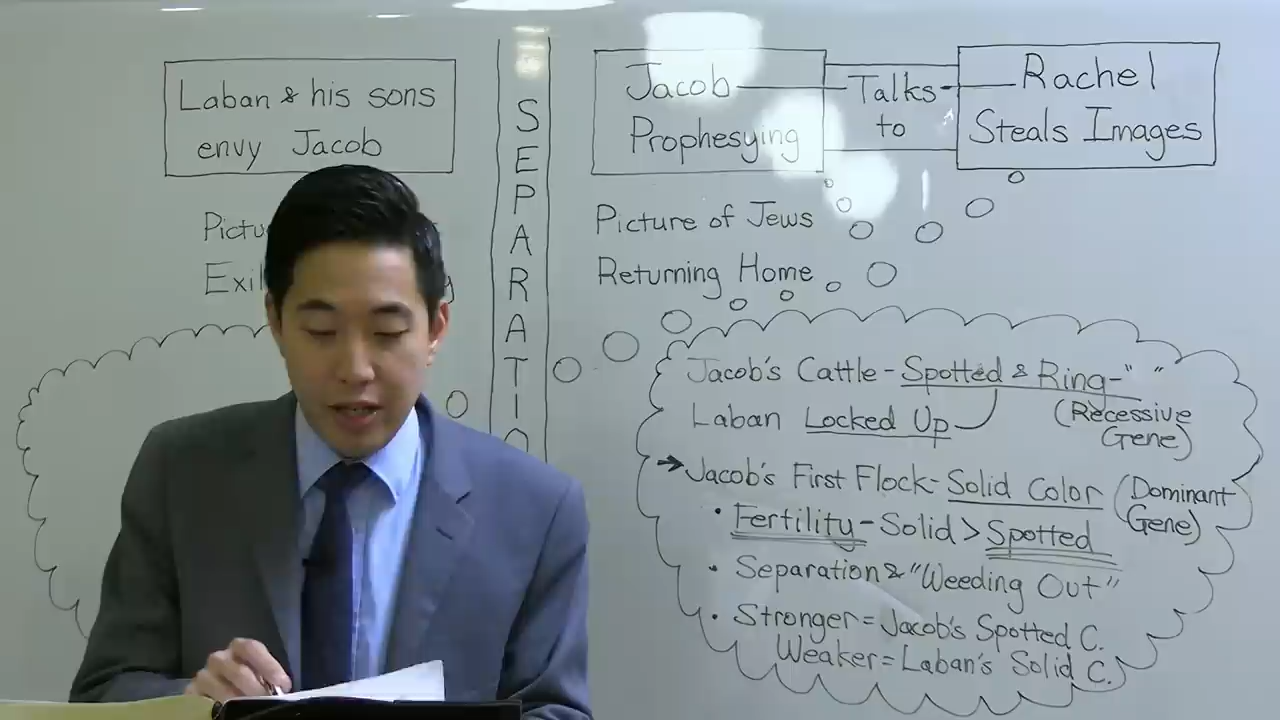 Laban & his sons
envy Jacob
SEPARATIO
Jacob
Prophesying
Talks
to
Rachel
Steals Images
Picture of Jews
Returning Home
Jacob's Cattle - Spotted & Ring-" "
(Recessive
Gene)
Laban Locked Up
→Jacob's First Flock - Solid Color
(Dominant
Gene)
• Fertility - Solid > Spotted
• Separation & "Weeding Out"
• Stronger = Jacob's Spotted C.
Weaker = Laban's Solid C.